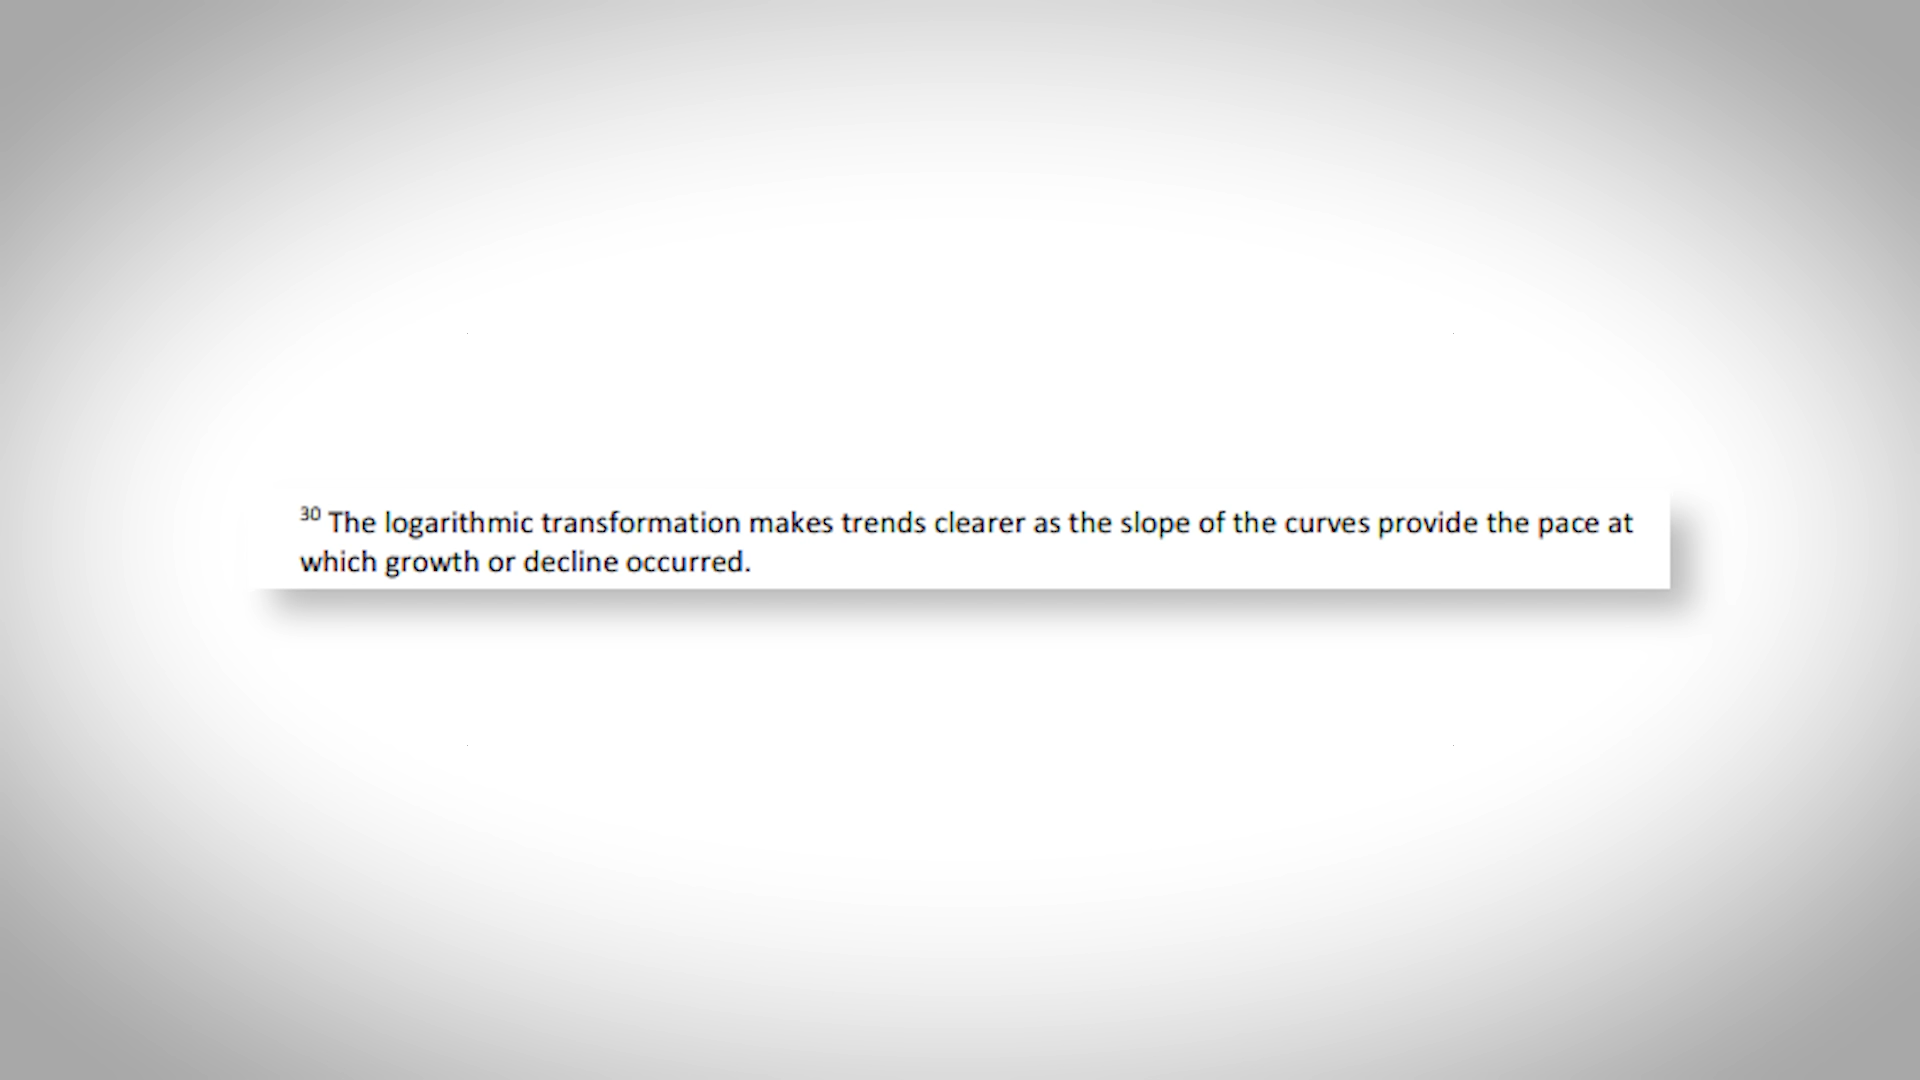 30 The logarithmic transformation makes trends clearer as the slope of the curves provide the pace at
which growth or decline occurred.